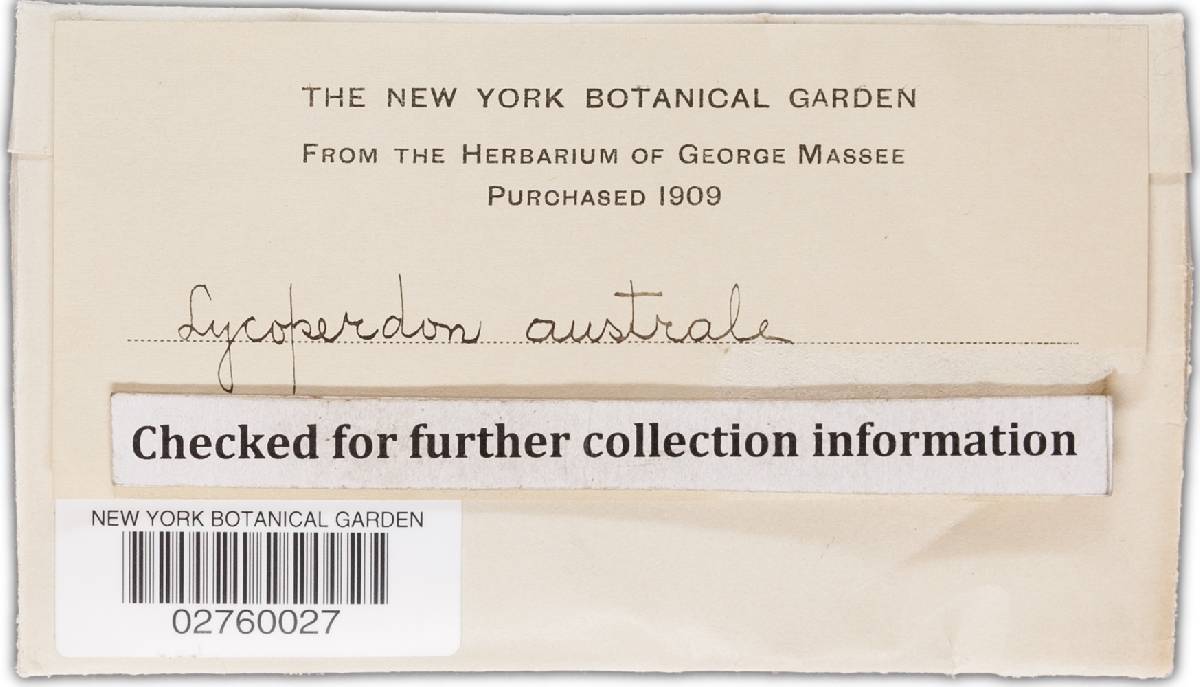 THE NEW YORK BOTANICAL GARDEN
FROM THE HERBARIUM OF GEORGE MASSEE
PURCHASED 1909
Lycoperdon australe
Checked for further collection information
NEW YORK BOTANICAL GARDEN
02760027